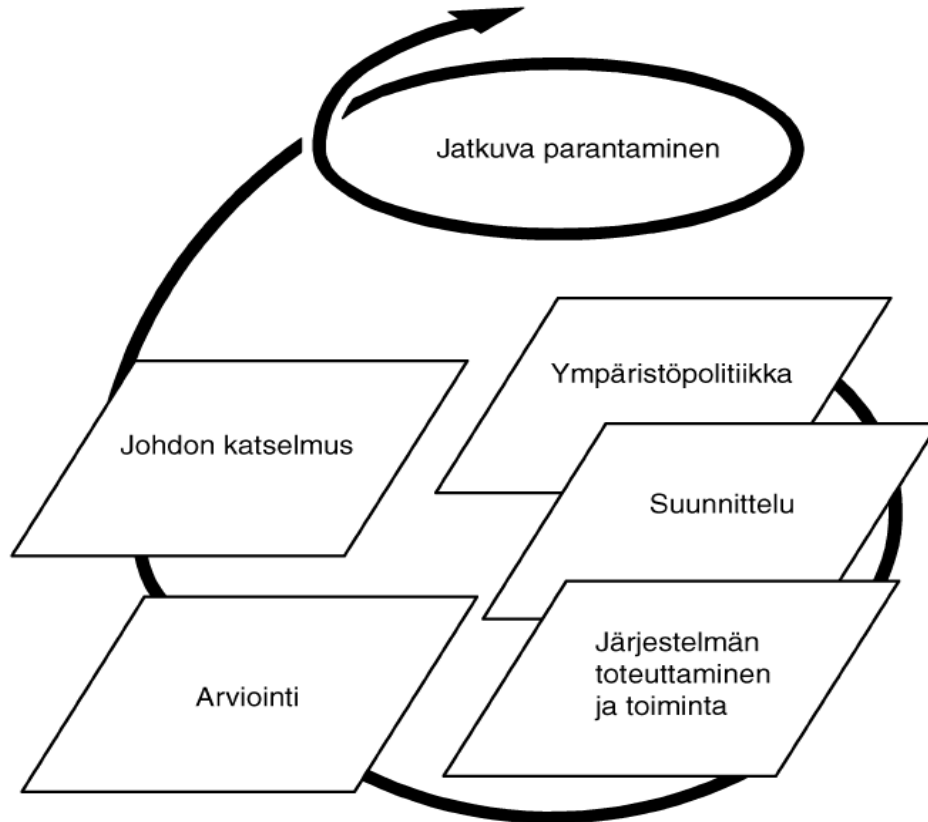 Jatkuva parantaminen
Ympäristöpolitiikka
Johdon katselmus
Suunnittelu
Järjestelmän
toteuttaminen
ja toiminta
Arviointi